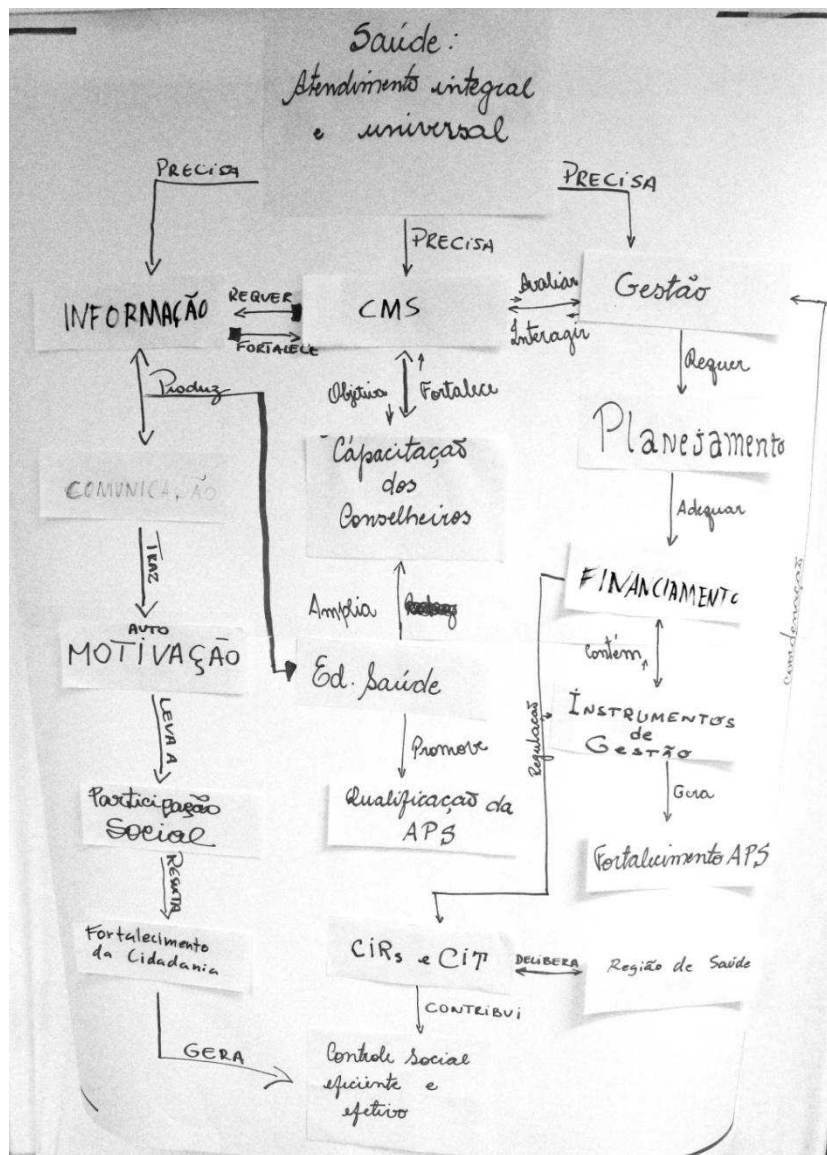 Saúde:
Atendimento integral
e universal
PRECISA
PRECISA
PRECISA
INFORMAÇÃO
REQUER
FORTALECE
CMS
Avaliar
Interagir
Gestão
Produz
Objetiva
Fortalece
Requer
COMUNICAÇÃO
Capacitação
dos
Conselheiros
Planejamento
TRAZ
Amplia
Adequar
FINANCIAMENTO
AUTO
MOTIVAÇÃO
Ed. Saúde
Contém
Coordenação
LEVA A
Promove
Regulação
INSTRUMENTOS
de
GESTÃO
Participação
Social
Qualificação da
APS
Gera
Fortalecimento APS
RESULTA
Fortalecimento
da Cidadania
CIRs e CIT
DELIBERA
Região de Saúde
CONTRIBUI
GERA
Controle Social
eficiente e
efetivo